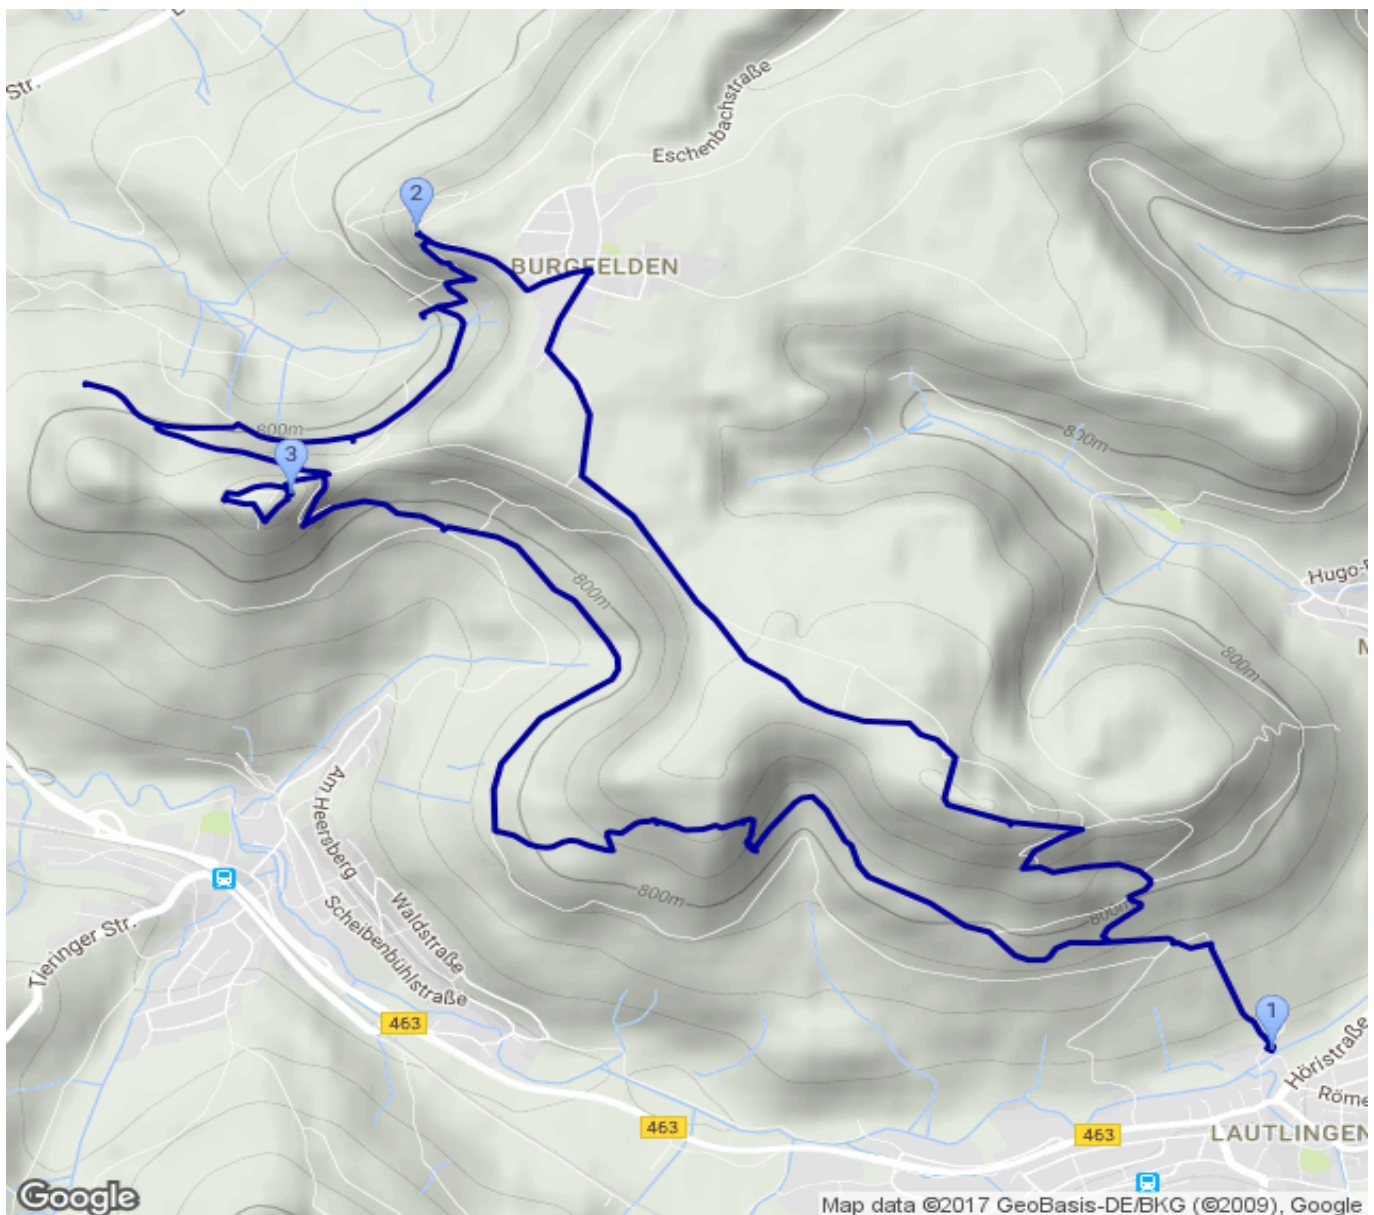 Str.
Eschenbachstraße
2
BURGFELDEN
800m
3
800m
800m
Hugo-
800m
Am Heersberg
Waldstraße
Scheibenbühlstraße
Tieringer Str.
800m
800m
463
1
Höristraße
Röme
463
463
LAUTLINGEN
Google
Map data ©2017 GeoBasis-DE/BKG (©2009), Google